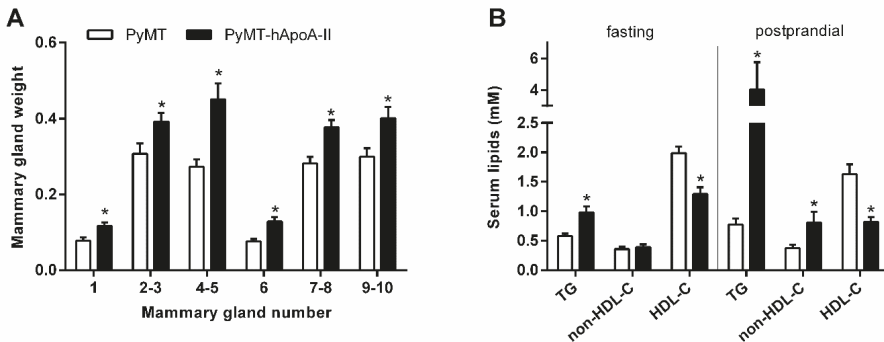 A
PyMT
PyMT-hApoA-II
Mammary gland weight
0.6
0.4
0.2
0.0
*
*
*
*
*
*
1
2-3
4-5
6
7-8
9-10
Mammary gland number
B
fasting
postprandial
Serum lipids (mM)
6
4
2.5
2.0
1.5
1.0
0.5
0.0
*
*
*
*
*
TG
non-HDL-C
HDL-C
TG
non-HDL-C
HDL-C